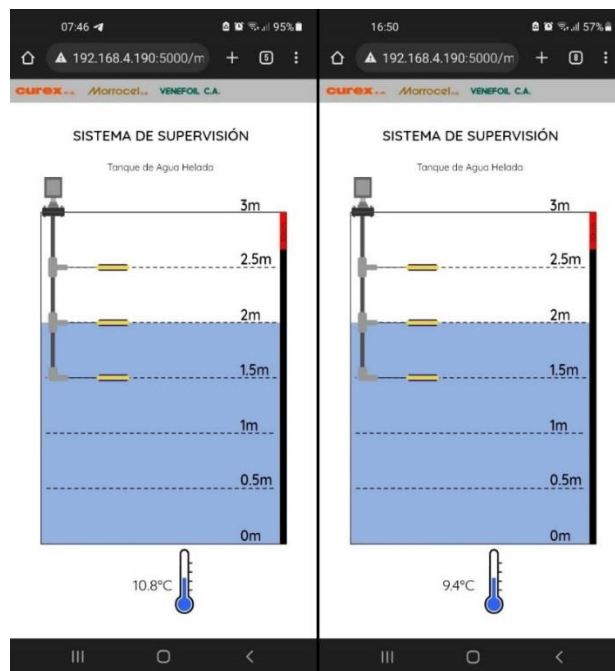 07:46
95%
192.168.4.190:5000/m
5
curex
Morrocel
VENEFOIL C.A.
SISTEMA DE SUPERVISIÓN
Tanque de Agua Helada
3m
2.5m
2m
1.5m
1m
0.5m
0m
10.8°C
16:50
57%
192.168.4.190:5000/m
8
curex
Morrocel
VENEFOIL C.A.
SISTEMA DE SUPERVISIÓN
Tanque de Agua Helada
3m
2.5m
2m
1.5m
1m
0.5m
0m
9.4°C